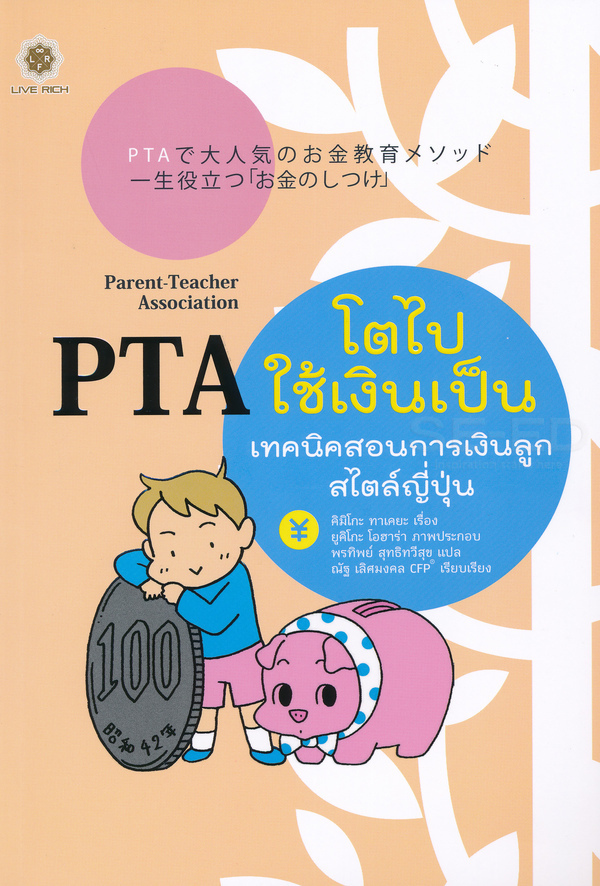 LRF
LIVE RICH
PTAで大人気のお金教育メソッド
一生役立つ「お金のしつけ」
Parent-Teacher
Association
PTA
โตไป
ใช้เงินเป็น
เทคนิคสอนการเงินลูก
สไตล์ญี่ปุ่น
¥
คิมิโกะ ทาเคยะ เรื่อง
ยูคิโกะ โอฮาร่า ภาพประกอบ
พรทิพย์ สุทธิทวีสุข แปล
ณัฐ เลิศมงคล CFP® เรียบเรียง
SE-ED
100
昭和42年